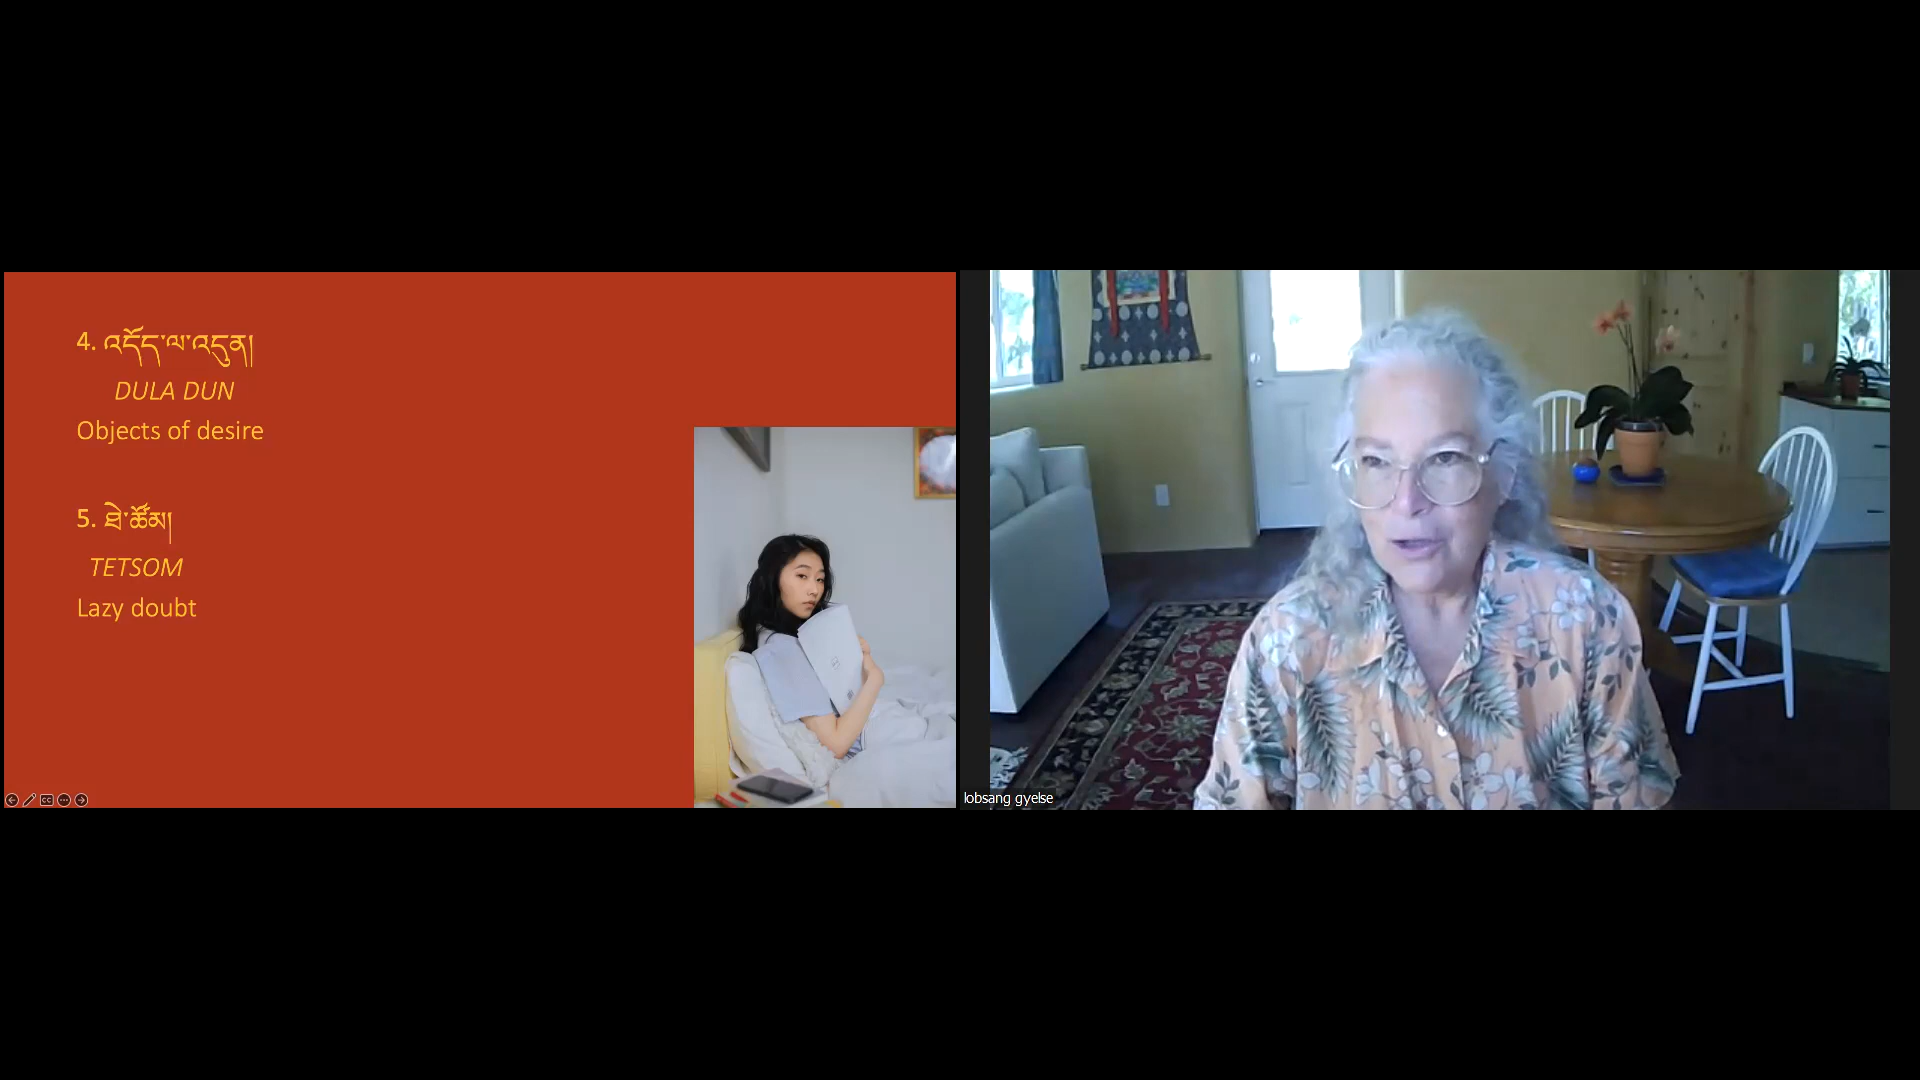 4. འདོད་ལ་འདུན།
DULA DUN
Objects of desire
5. ཐེ་ཚོམ།
TETSOM
Lazy doubt
lobsang gyelse